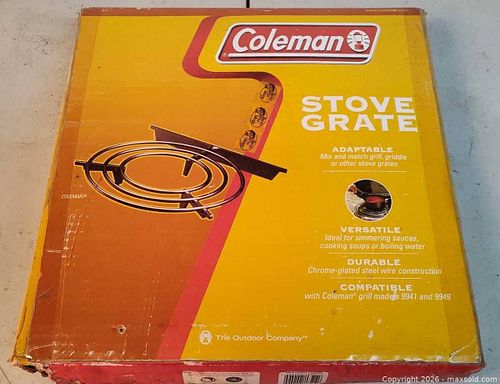 Coleman
STOVE
GRATE
ADAPTABLE
Mix and match grill, griddle
or other stove grates
COLEMAN
VERSATILE
Ideal for simmering sauces,
cooking soups or boiling water
DURABLE
Chrome-plated steel wire construction
COMPATIBLE
with Coleman® grill models 9941 and 9949
The Outdoor Company™
Copyright 2026 - maxsold.com